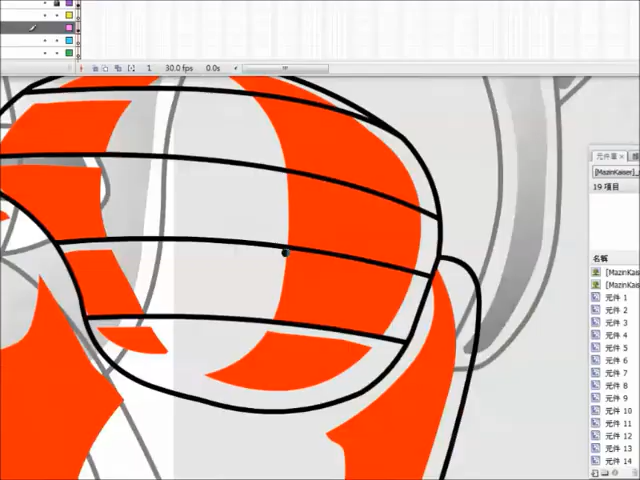 1 30.0 fps 0.0s
元件庫 ×
[MazinKaiser]_
19 項目
名稱
[MazinKa
[MazinKa
元件 1
元件 2
元件 3
元件 4
元件 5
元件 6
元件 7
元件 8
元件 9
元件 10
元件 11
元件 12
元件 13
元件 14